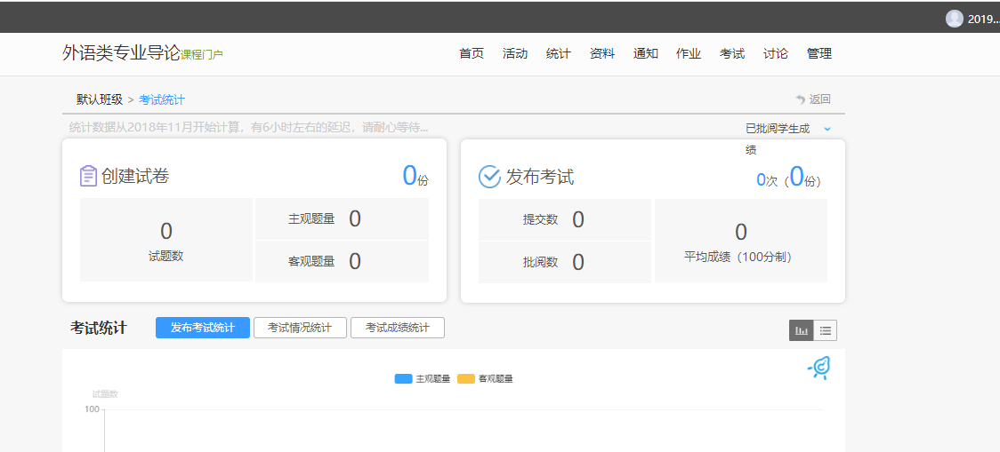 2019...
外语类专业导论课程门户
首页 活动 统计 资料 通知 作业 考试 讨论 管理
默认班级 > 考试统计
返回
统计数据从2018年11月开始计算，有6小时左右的延迟，请耐心等待...
已批阅学生成
绩
创建试卷
0份
0
试题数
主观题量 0
客观题量 0
发布考试
0次（0份）
提交数 0
批阅数 0
0
平均成绩（100分制）
考试统计
发布考试统计 考试情况统计 考试成绩统计
主观题量 客观题量
试题数
100